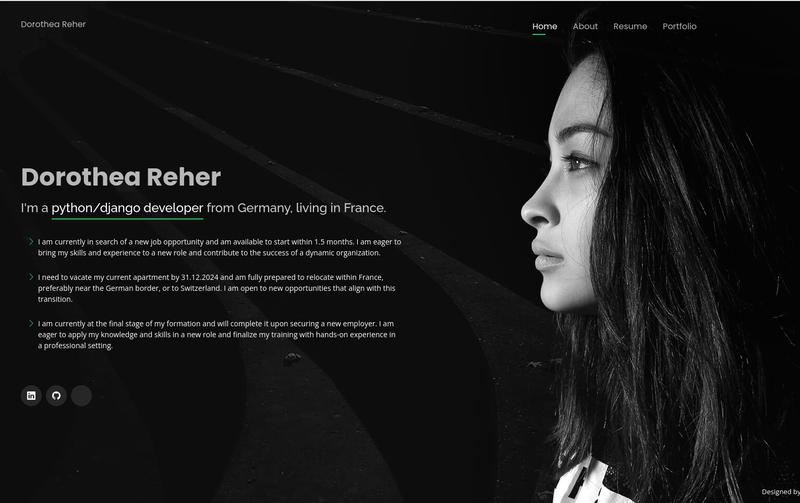 Dorothea Reher
Home About Resume Portfolio
Dorothea Reher
I'm a python/django developer from Germany, living in France.
I am currently in search of a new job opportunity and am available to start within 1.5 months. I am eager to
bring my skills and experience to a new role and contribute to the success of a dynamic organization.
I need to vacate my current apartment by 31.12.2024 and am fully prepared to relocate within France,
preferably near the German border, or to Switzerland. I am open to new opportunities that align with this
transition.
I am currently at the final stage of my formation and will complete it upon securing a new employer. I am
eager to apply my knowledge and skills in a new role and finalize my training with hands-on experience in
a professional setting.
in
Designed by